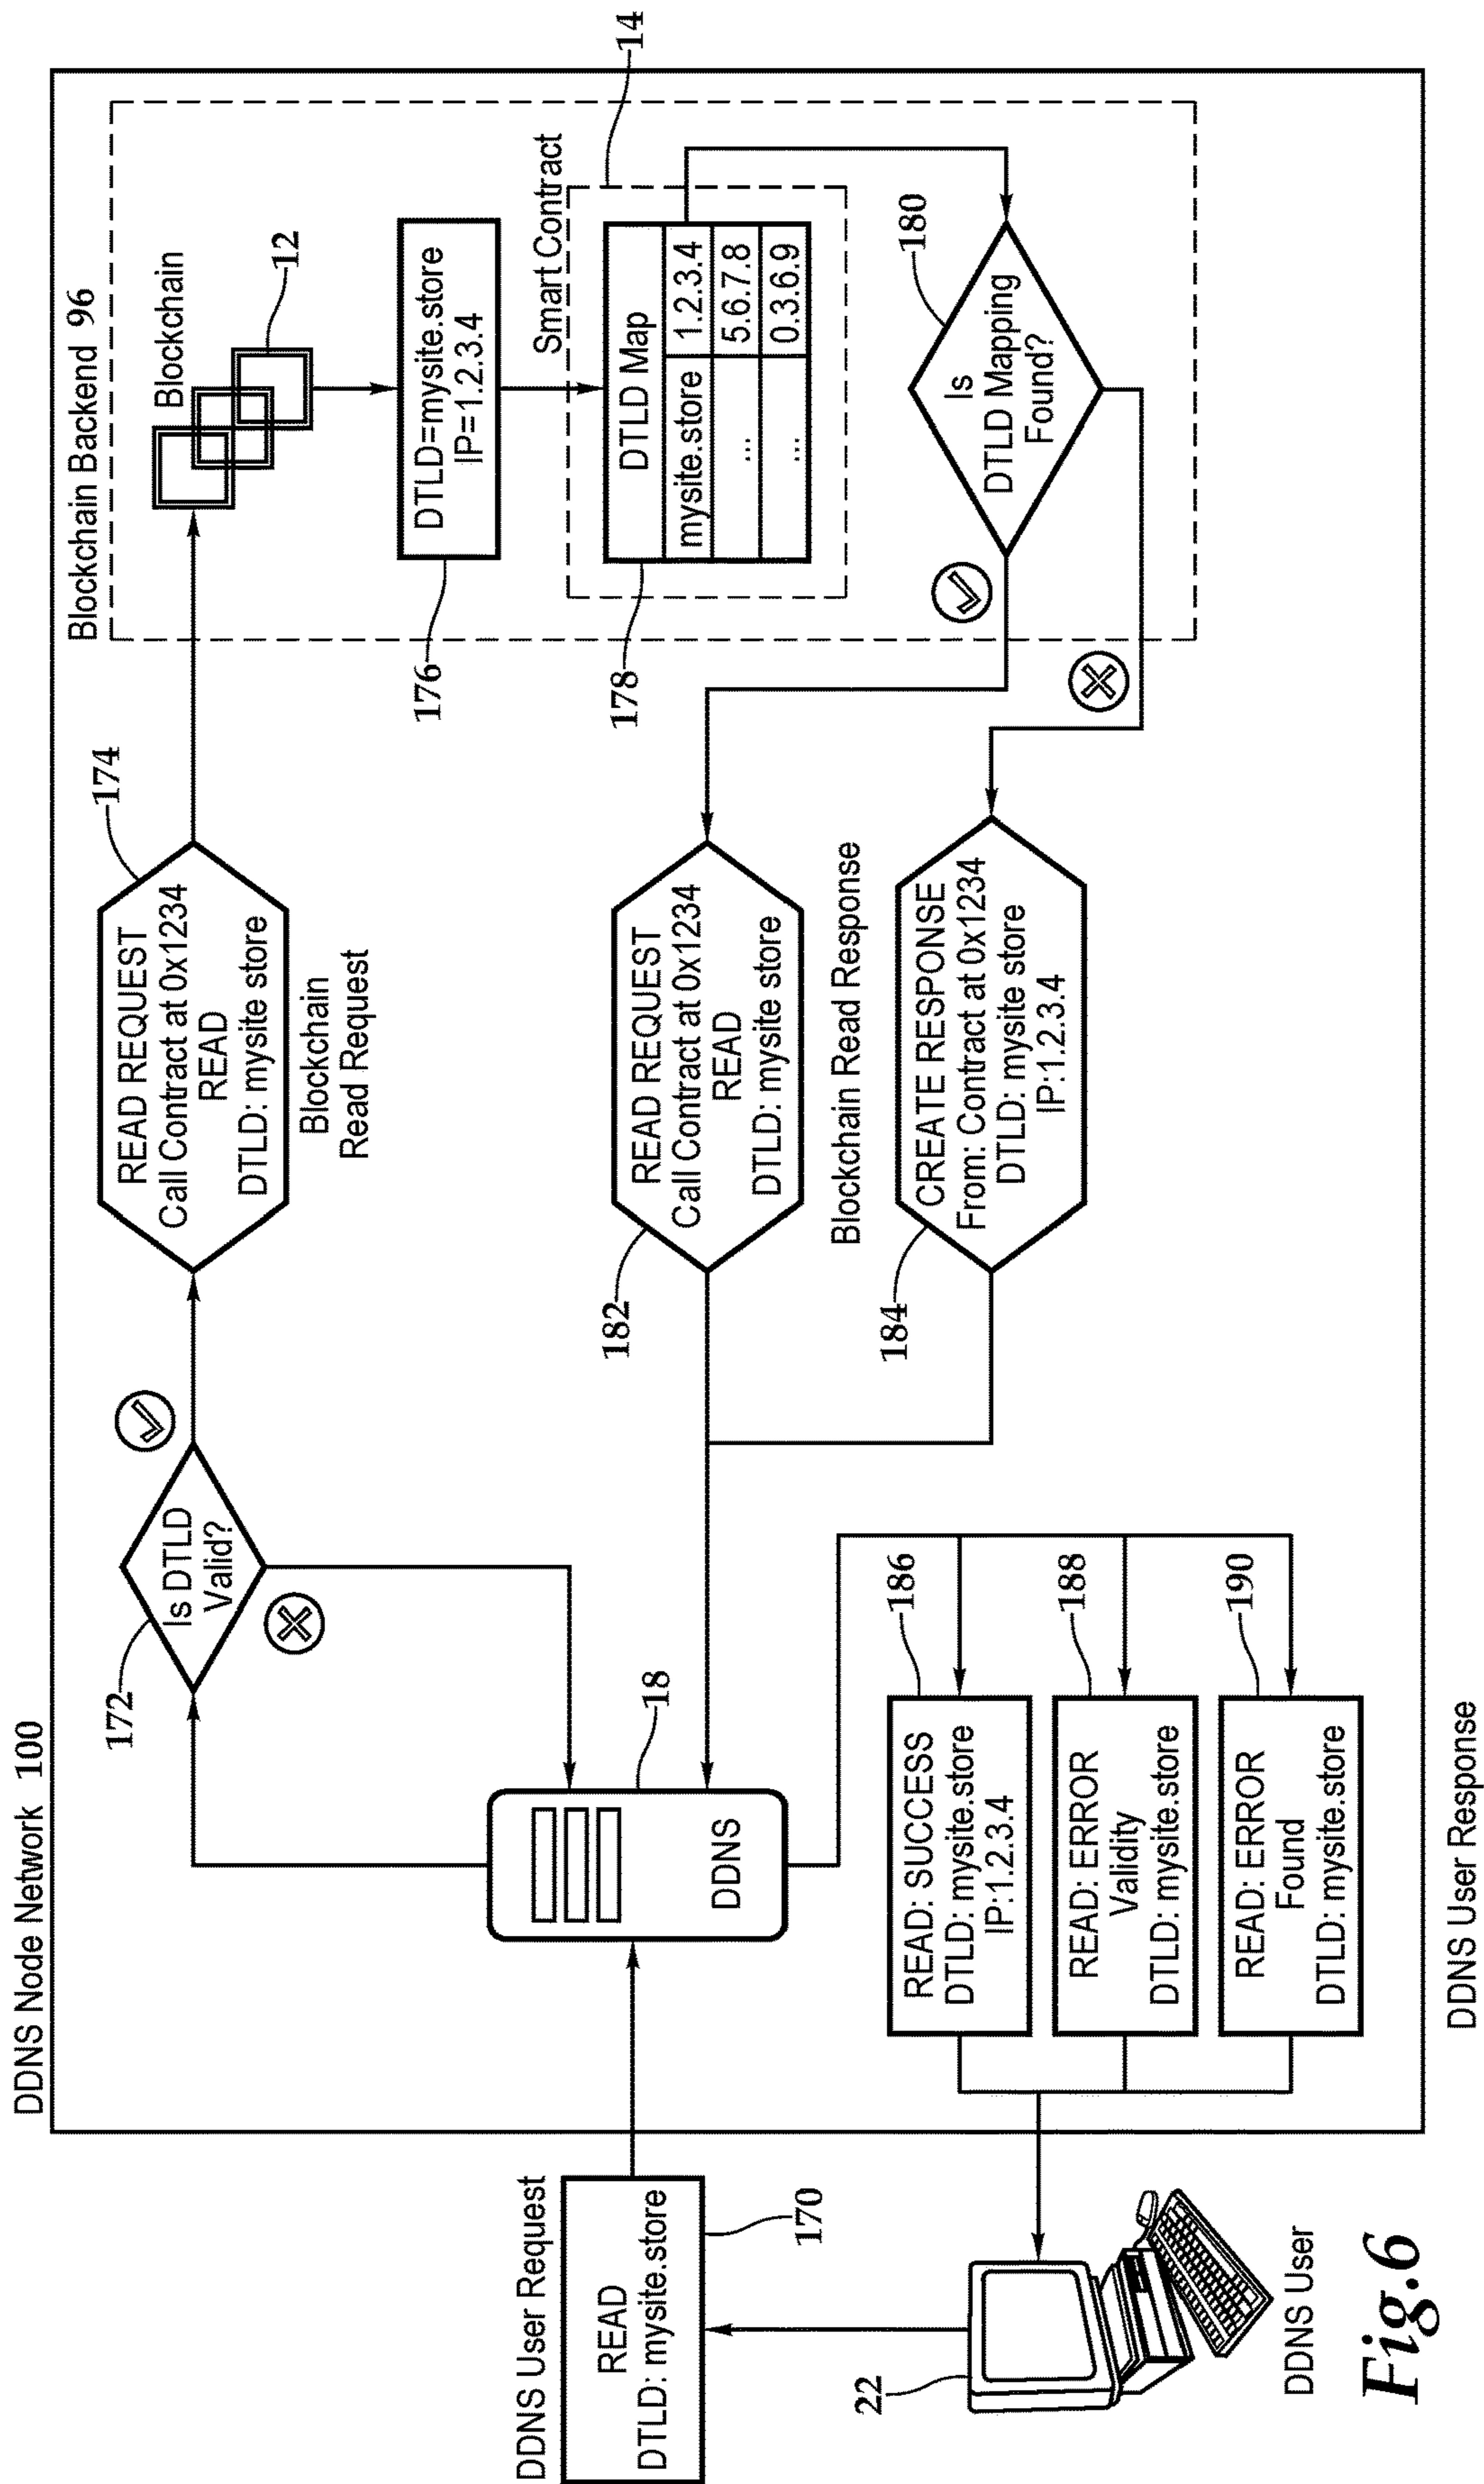 DDNS Node Network 100
Blockchain Backend 96
DDNS User Request
READ
DTLD: mysite.store
170
22
DDNS User
18
DDNS
172
Is DTLD
Valid?
174
READ REQUEST
Call Contract at 0x1234
READ
DTLD: mysite store
Blockchain
Read Request
Blockchain
12
176
DTLD=mysite.store
IP=1.2.3.4
Smart Contract
14
178
DTLD Map
mysite.store 1.2.3.4
... 5.6.7.8
... 0.3.6.9
180
Is
DTLD Mapping
Found?
182
READ REQUEST
Call Contract at 0x1234
READ
DTLD: mysite store
Blockchain Read Response
184
CREATE RESPONSE
From: Contract at 0x1234
DTLD: mysite store
IP:1.2.3.4
186
READ: SUCCESS
DTLD: mysite.store
IP:1.2.3.4
188
READ: ERROR
Validity
DTLD: mysite.store
190
READ: ERROR
Found
DTLD: mysite.store
DDNS User Response
Fig.6